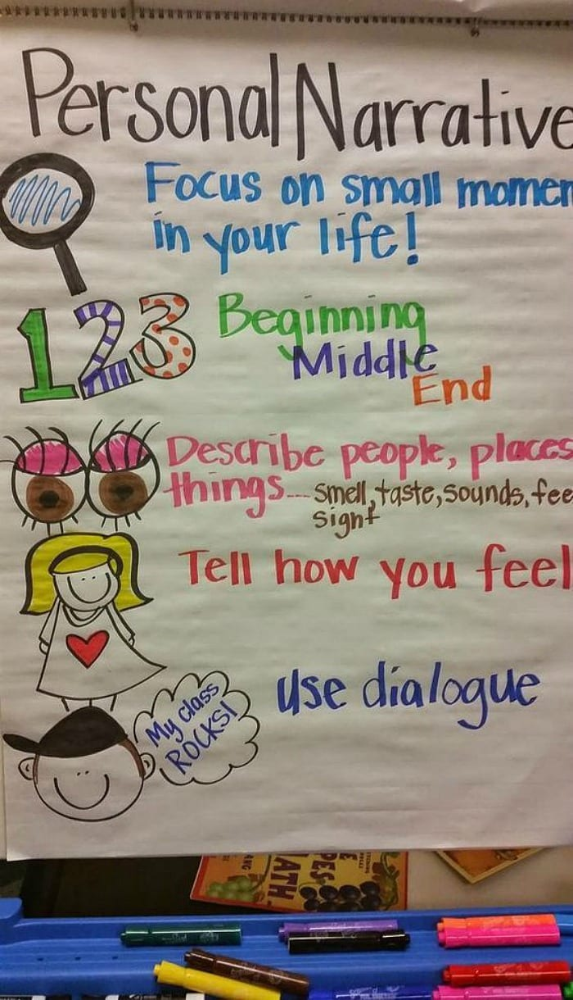 Personal Narrative
Focus on small momen
in your life!
123
Beginning
Middle
End
Describe people, places
things... smell, taste, sounds, fee
sight
Tell how you feel
use dialogue
My class
ROCKS!